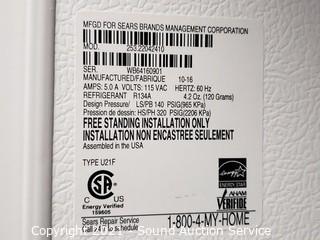 MFGD FOR SEARS BRANDS MANAGEMENT CORPORATION
MOD. 253.22042410
SER. WB64160901
MANUFACTURED/FABRIQUE 10-16
AMPS: 5.0 A VOLTS: 115 VAC HERTZ: 60 Hz
REFRIGERANT R134A 4.2 Oz. (120 Grams)
Design Pressure/ LS/PB 140 PSIG(965 KPa)
Pression de dessin: HS/PH 320 PSIG(2206 KPa)
FREE STANDING INSTALLATION ONLY
INSTALLATION NON ENCASTREE SEULEMENT
Assembled in the USA
TYPE U21F
SA
C US
Energy Verified
159605
ENERGY STAR
AHAM
VERIFIDE
Sears Repair Service
1-800-4-MY-HOME
schedule
Copyright 2021 - Sound Auction Service